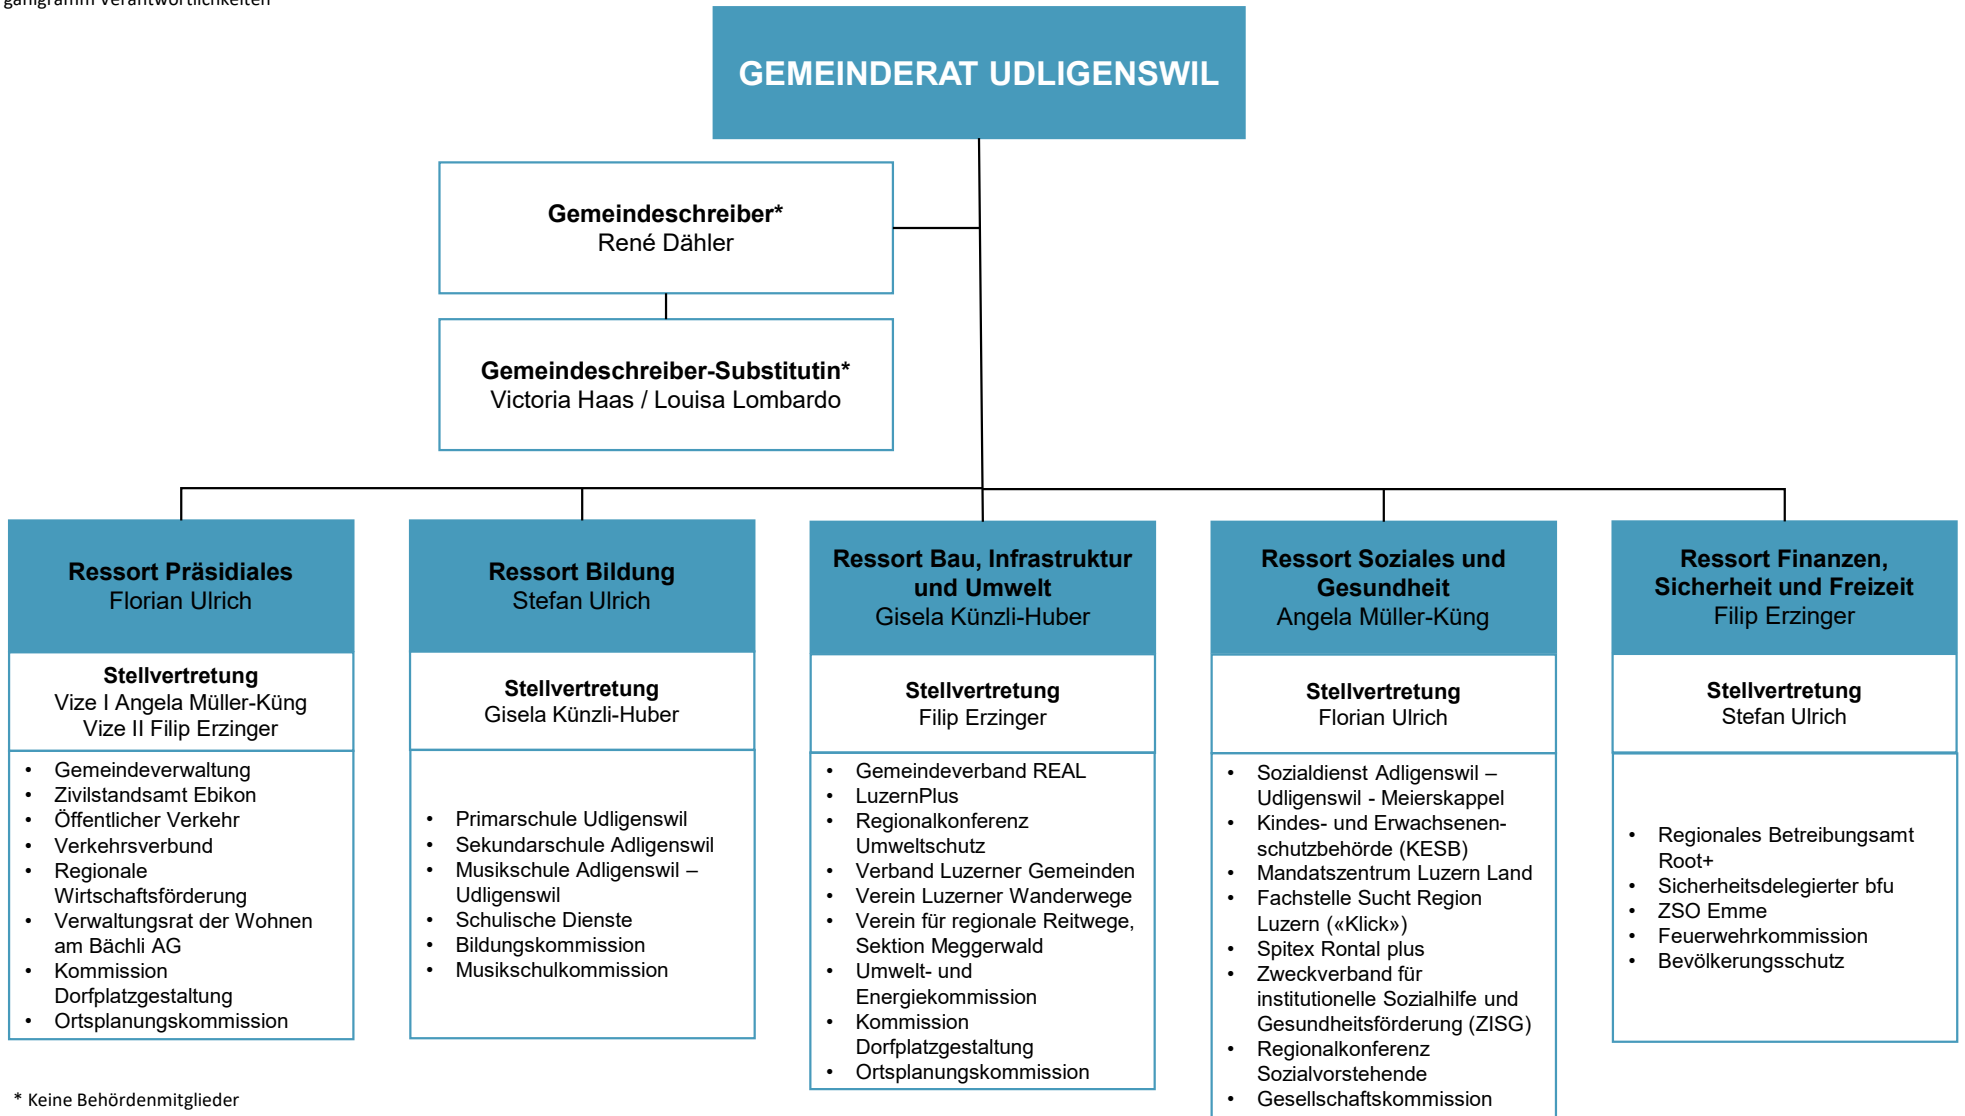 ganigramm Verantwortlichkeiten
GEMEINDERAT UDLIGENSWIL
Gemeindeschreiber*
René Dähler
Gemeindeschreiber-Substitutin*
Victoria Haas / Louisa Lombardo
Ressort Präsidiales
Florian Ulrich
Stellvertretung
Vize I Angela Müller-Küng
Vize II Filip Erzinger
• Gemeindeverwaltung
• Zivilstandsamt Ebikon
• Öffentlicher Verkehr
• Verkehrsverbund
• Regionale
Wirtschaftsförderung
• Verwaltungsrat der Wohnen
am Bächli AG
• Kommission
Dorfplatzgestaltung
• Ortsplanungskommission
Ressort Bildung
Stefan Ulrich
Stellvertretung
Gisela Künzli-Huber
• Primarschule Udligenswil
• Sekundarschule Adligenswil
• Musikschule Adligenswil –
Udligenswil
• Schulische Dienste
• Bildungskommission
• Musikschulkommission
Ressort Bau, Infrastruktur
und Umwelt
Gisela Künzli-Huber
Stellvertretung
Filip Erzinger
• Gemeindeverband REAL
• LuzernPlus
• Regionalkonferenz
Umweltschutz
• Verband Luzerner Gemeinden
• Verein Luzerner Wanderwege
• Verein für regionale Reitwege,
Sektion Meggerwald
• Umwelt- und
Energiekommission
• Kommission
Dorfplatzgestaltung
• Ortsplanungskommission
Ressort Soziales und
Gesundheit
Angela Müller-Küng
Stellvertretung
Florian Ulrich
• Sozialdienst Adligenswil –
Udligenswil - Meierskappel
• Kindes- und Erwachsenen-
schutzbehörde (KESB)
• Mandatszentrum Luzern Land
• Fachstelle Sucht Region
Luzern («Klick»)
• Spitex Rontal plus
• Zweckverband für
institutionelle Sozialhilfe und
Gesundheitsförderung (ZISG)
• Regionalkonferenz
Sozialvorstehende
• Gesellschaftskommission
Ressort Finanzen,
Sicherheit und Freizeit
Filip Erzinger
Stellvertretung
Stefan Ulrich
• Regionales Betreibungsamt
Root+
• Sicherheitsdelegierter bfu
• ZSO Emme
• Feuerwehrkommission
• Bevölkerungsschutz
* Keine Behördenmitglieder